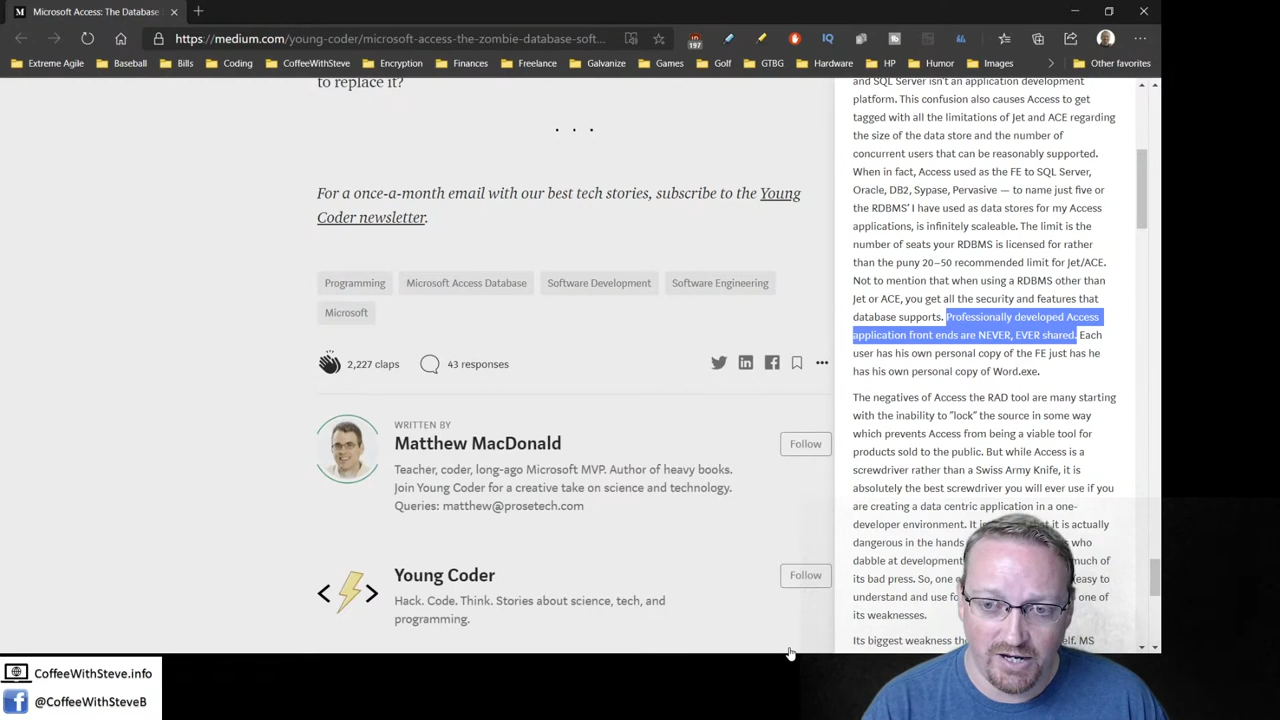 Microsoft Access: The Database
https://medium.com/young-coder/microsoft-access-the-zombie-database-soft...
197
IQ
Extreme Agile
Baseball
Bills
Coding
CoffeeWithSteve
Encryption
Finances
Freelance
Galvanize
Games
Golf
GTBG
Hardware
HP
Humor
Images
Other favorites
to replace it?
. . .
For a once-a-month email with our best tech stories, subscribe to the Young
Coder newsletter.
Programming
Microsoft Access Database
Software Development
Software Engineering
Microsoft
2,227 claps
43 responses
WRITTEN BY
Matthew MacDonald
Follow
Teacher, coder, long-ago Microsoft MVP. Author of heavy books.
Join Young Coder for a creative take on science and technology.
Queries: matthew@prosetech.com
Young Coder
Follow
Hack. Code. Think. Stories about science, tech, and
programming.
and SQL Server isn't an application development
platform. This confusion also causes Access to get
tagged with all the limitations of Jet and ACE regarding
the size of the data store and the number of
concurrent users that can be reasonably supported.
When in fact, Access used as the FE to SQL Server,
Oracle, DB2, Sypase, Pervasive — to name just five or
the RDBMS' I have used as data stores for my Access
applications, is infinitely scaleable. The limit is the
number of seats your RDBMS is licensed for rather
than the puny 20–50 recommended limit for Jet/ACE.
Not to mention that when using a RDBMS other than
Jet or ACE, you get all the security and features that
database supports. Professionally developed Access
application front ends are NEVER, EVER shared. Each
user has his own personal copy of the FE just has he
has his own personal copy of Word.exe.
The negatives of Access the RAD tool are many starting
with the inability to "lock" the source in some way
which prevents Access from being a viable tool for
products sold to the public. But while Access is a
screwdriver rather than a Swiss Army Knife, it is
absolutely the best screwdriver you will ever use if you
are creating a data centric application in a one-
developer environment. It is t it is actually
dangerous in the hands who
dabble at development much of
its bad press. So, one easy to
understand and use fo one of
its weaknesses.
Its biggest weakness th elf. MS
CoffeeWithSteve.info
@CoffeeWithSteveB